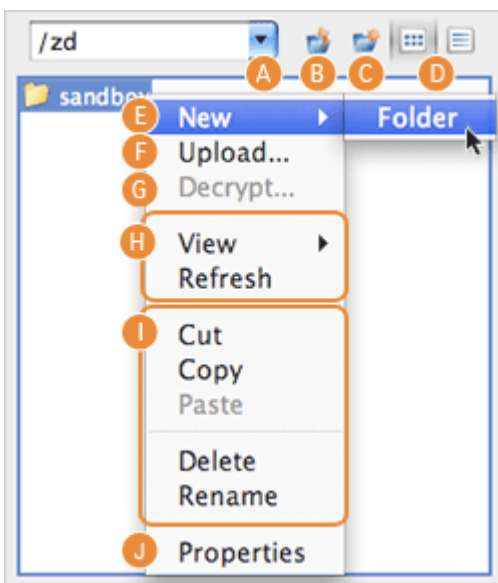 /zd
A B C D
sandbox
E New Folder
F Upload...
G Decrypt...
H View
Refresh
I Cut
Copy
Paste
Delete
Rename
J Properties